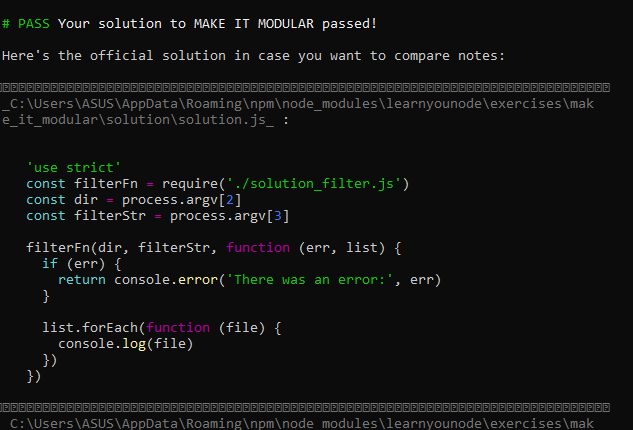 # PASS Your solution to MAKE IT MODULAR passed!
Here's the official solution in case you want to compare notes:
_C:\Users\ASUS\AppData\Roaming\npm\node_modules\learnyounode\exercises\mak
e_it_modular\solution\solution.js_ :
'use strict'
const filterFn = require('./solution_filter.js')
const dir = process.argv[2]
const filterStr = process.argv[3]
filterFn(dir, filterStr, function (err, list) {
if (err) {
return console.error('There was an error:', err)
}
list.forEach(function (file) {
console.log(file)
})
})
_C:\Users\ASUS\AppData\Roaming\npm\node_modules\learnyounode\exercises\mak